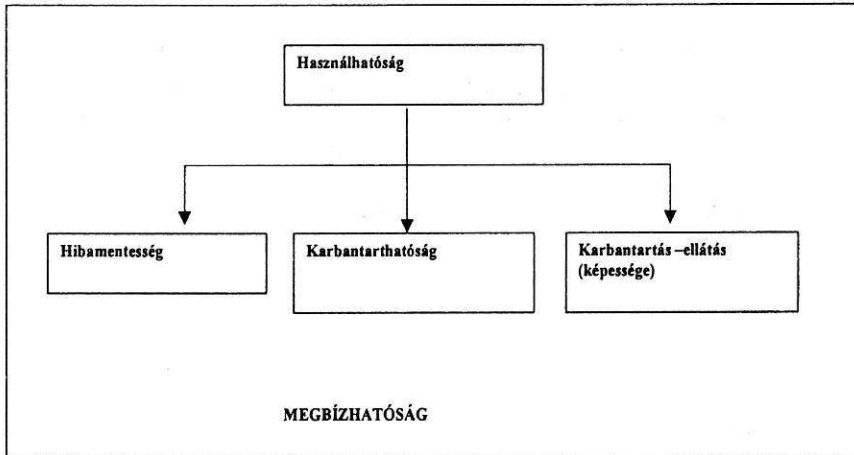 Használhatóság
Hibamentesség
Karbantarthatóság
Karbantartás –ellátás
(képessége)
MEGBÍZHATÓSÁG